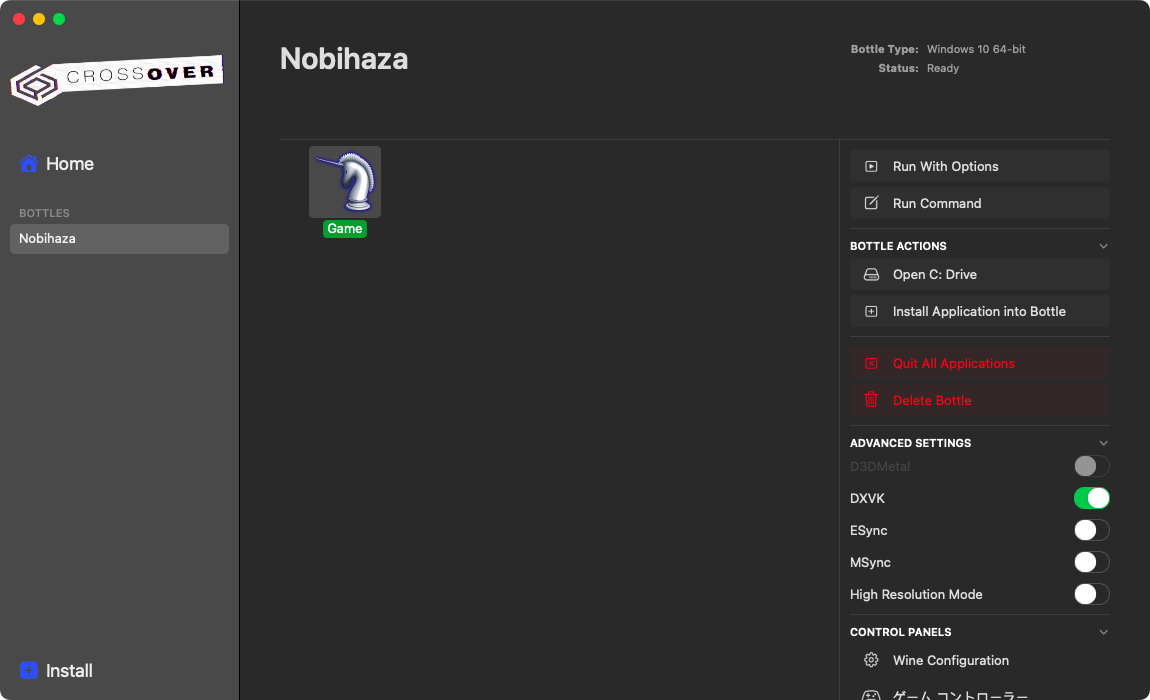 CROSSOVER
Home
BOTTLES
Nobihaza
Install
Nobihaza
Bottle Type: Windows 10 64-bit
Status: Ready
Game
Run With Options
Run Command
BOTTLE ACTIONS
Open C: Drive
Install Application into Bottle
Quit All Applications
Delete Bottle
ADVANCED SETTINGS
D3DMetal
DXVK
ESync
MSync
High Resolution Mode
CONTROL PANELS
Wine Configuration
ゲーム コントローラー